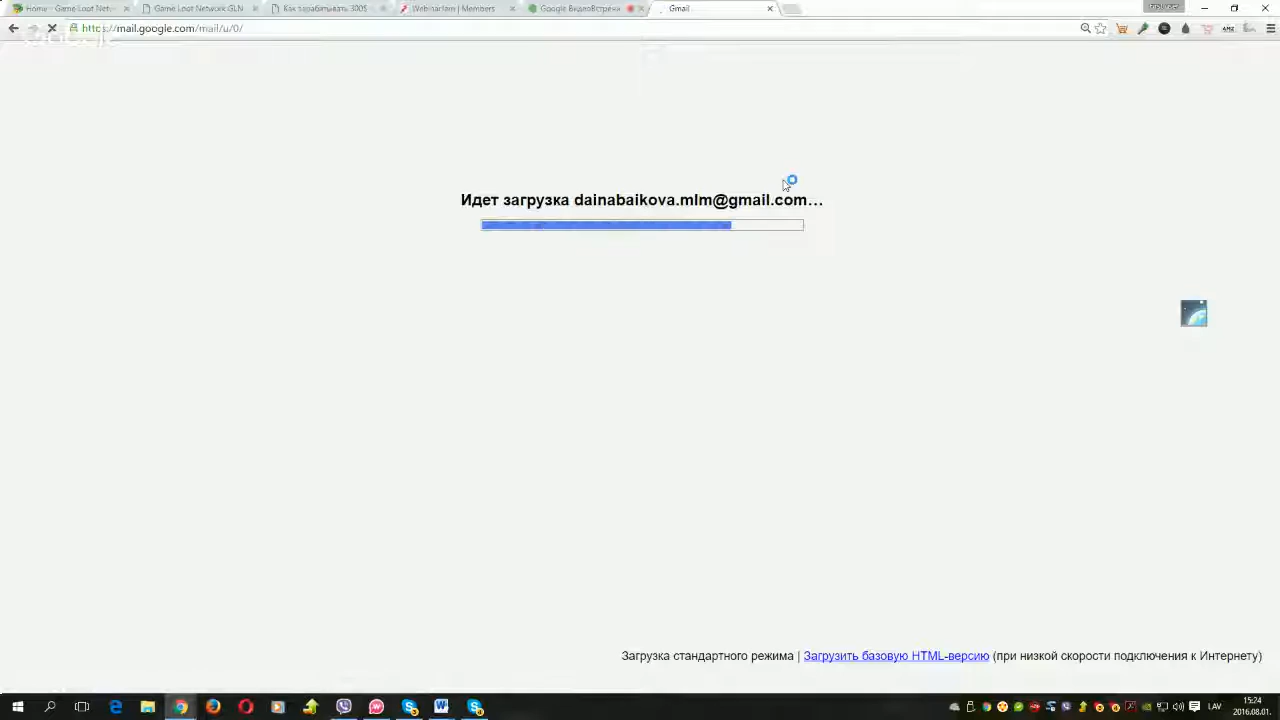 Home - Game Loot Netw
Game Loot Network GLN
Как зарабатывать 300$
WebinarJam | Members
Google ВидеоВстречи
Gmail
https://mail.google.com/mail/u/0/
Идет загрузка dainabaikova.mlm@gmail.com…
Загрузка стандартного режима | Загрузить базовую HTML-версию (при низкой скорости подключения к Интернету)
LAV
15:24
2016.08.01.